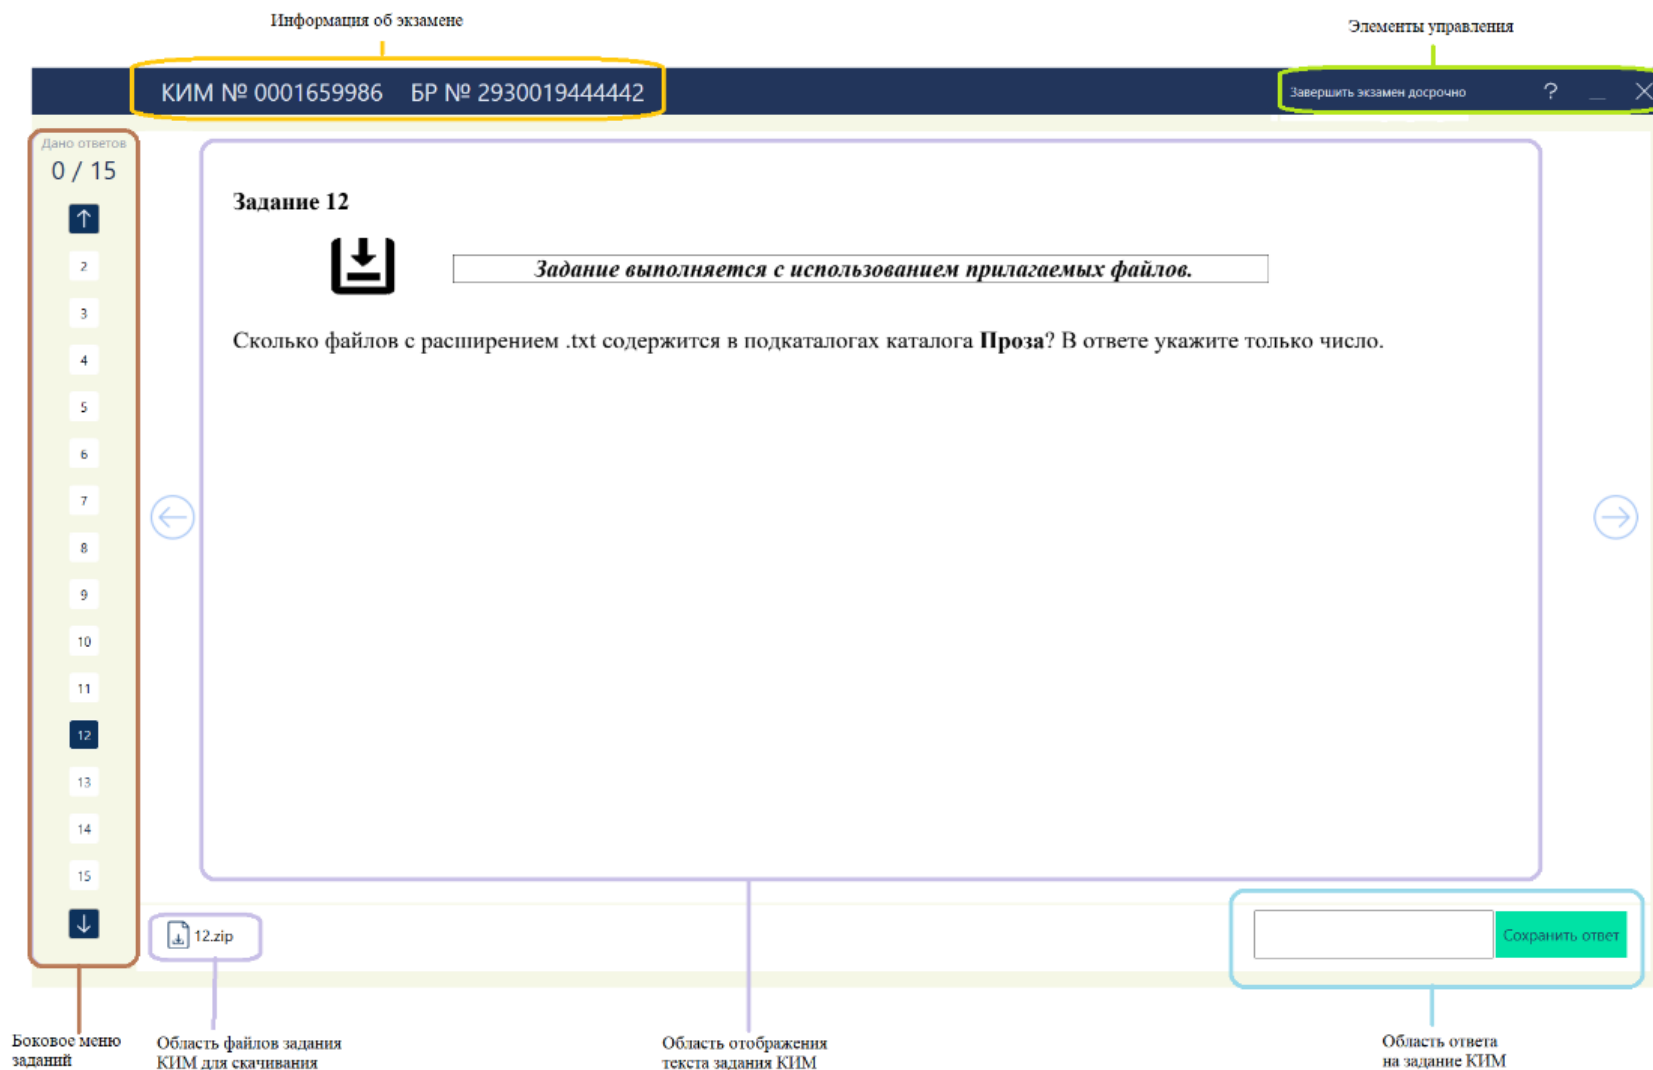 Информация об экзамене
Элементы управления
КИМ № 0001659986 БР № 2930019444442
Завершить экзамен досрочно ? _ ×
Дано ответов
0 / 15
Задание 12
Задание выполняется с использованием прилагаемых файлов.
Сколько файлов с расширением .txt содержится в подкаталогах каталога Проза? В ответе укажите только число.
2
3
4
5
6
7
8
9
10
11
12
13
14
15
12.zip
Сохранить ответ
Боковое меню
заданий
Область файлов задания
КИМ для скачивания
Область отображения
текста задания КИМ
Область ответа
на задание КИМ